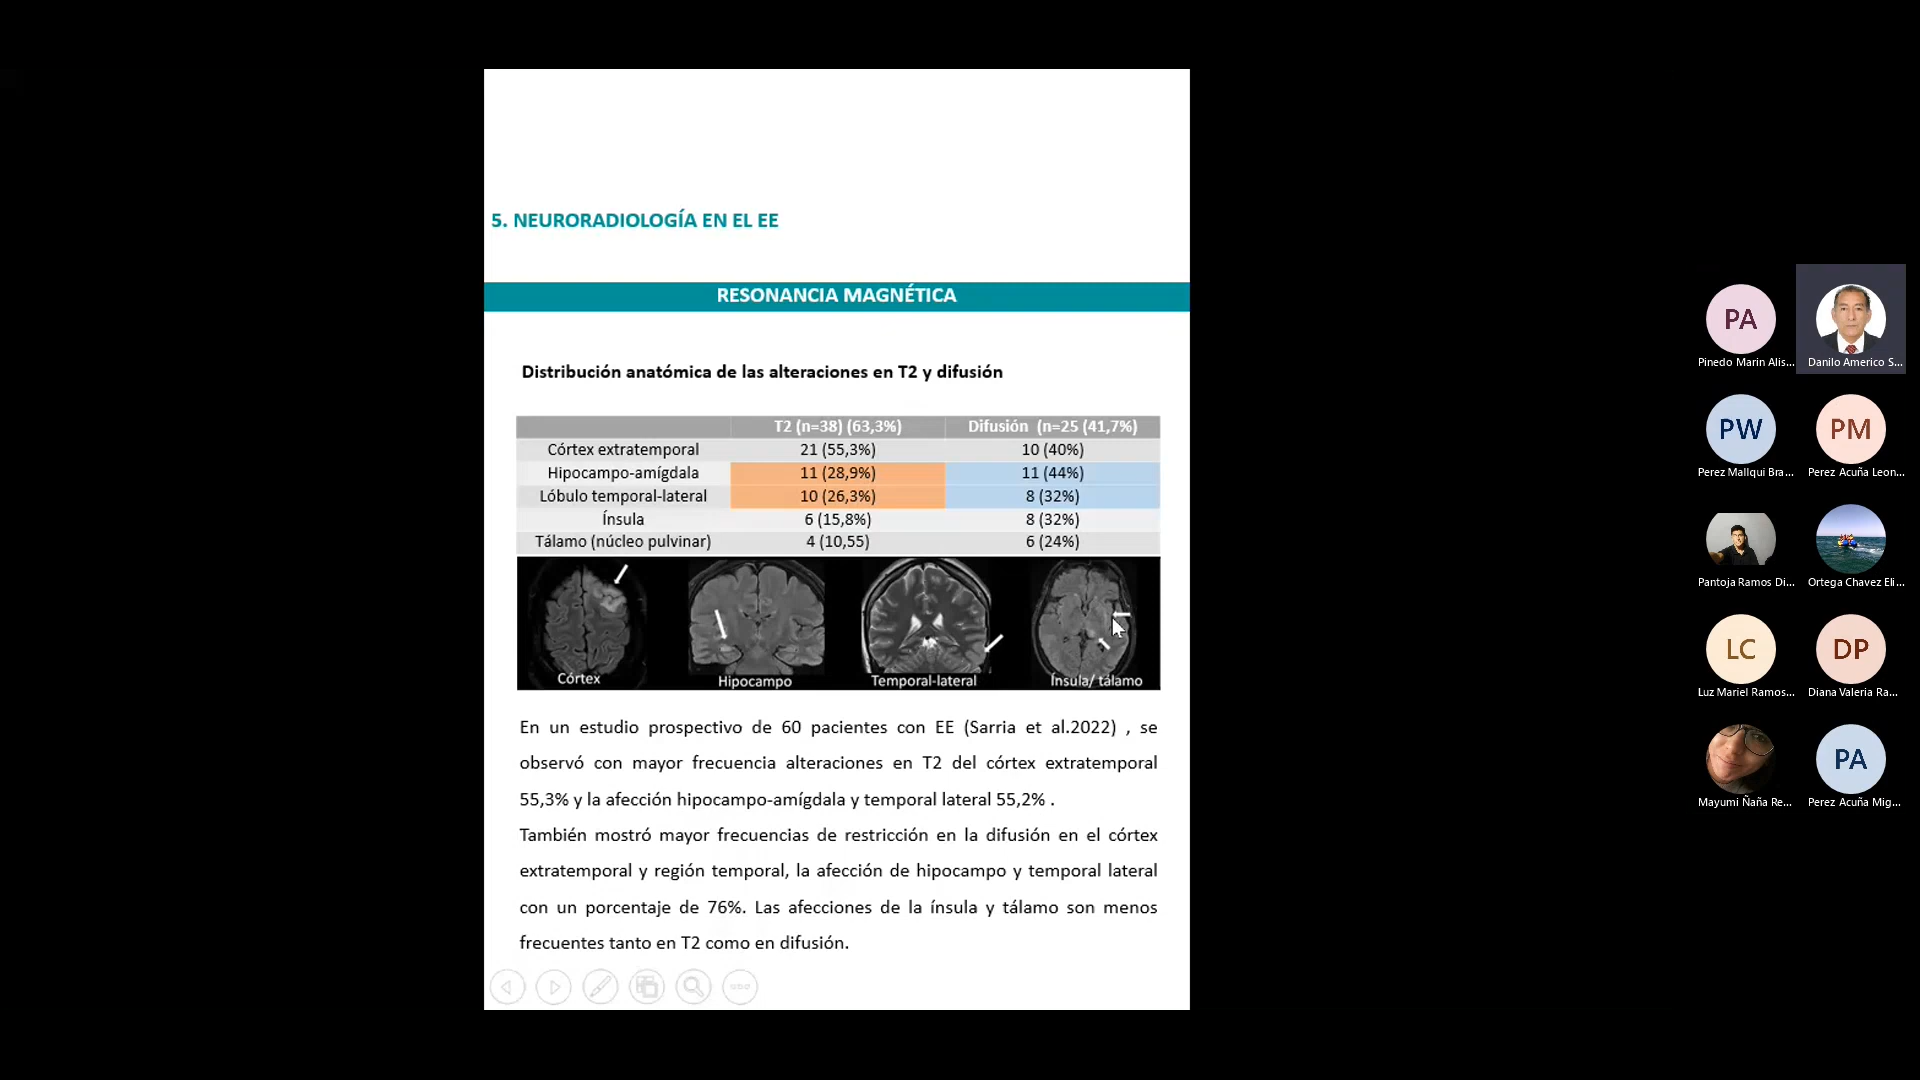 5. NEURORADIOLOGÍA EN EL EE
RESONANCIA MAGNÉTICA
Distribución anatómica de las alteraciones en T2 y difusión
T2 (n=38) (63,3%) Difusión (n=25 (41,7%)
Córtex extratemporal 21 (55,3%) 10 (40%)
Hipocampo-amígdala 11 (28,9%) 11 (44%)
Lóbulo temporal-lateral 10 (26,3%) 8 (32%)
Ínsula 6 (15,8%) 8 (32%)
Tálamo (núcleo pulvinar) 4 (10,55) 6 (24%)
Córtex Hipocampo Temporal-lateral Ínsula/ tálamo
En un estudio prospectivo de 60 pacientes con EE (Sarria et al.2022) , se
observó con mayor frecuencia alteraciones en T2 del córtex extratemporal
55,3% y la afección hipocampo-amígdala y temporal lateral 55,2% .
También mostró mayor frecuencias de restricción en la difusión en el córtex
extratemporal y región temporal, la afección de hipocampo y temporal lateral
con un porcentaje de 76%. Las afecciones de la ínsula y tálamo son menos
frecuentes tanto en T2 como en difusión.
PA
Pinedo Marin Alis... Danilo Americo S...
PW PM
Perez Mallqui Bra... Perez Acuña Leon...
Pantoja Ramos Di... Ortega Chavez Eli...
LC DP
Luz Mariel Ramos... Diana Valeria Ra...
PA
Mayumi Ñaña Re... Perez Acuña Mig...